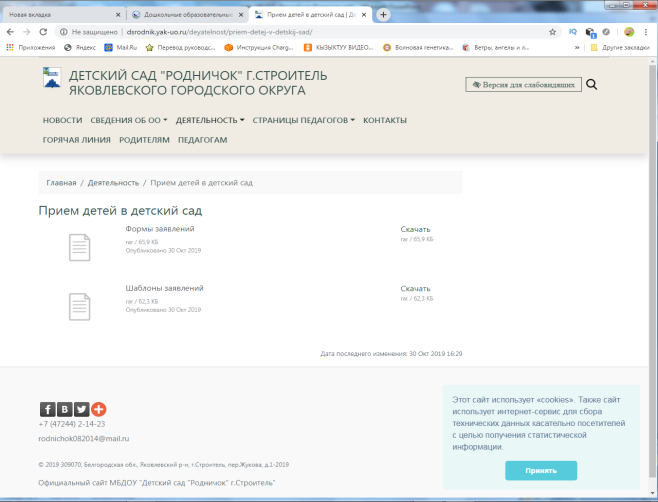 Новая вкладка
Дошкольные образовательные
Прием детей в детский сад | Де
Не защищено | dsrodnik.yak-uo.ru/deyatelnost/priem-detej-v-detskij-sad/
Приложения Яндекс Mail.Ru Перевод руководс... Инструкция Charg... КЫЗЫКТУУ ВИДЕО... Волновая генетика... Ветры, ангелы и л... » Другие закладки
ДЕТСКИЙ САД "РОДНИЧОК" Г.СТРОИТЕЛЬ
ЯКОВЛЕВСКОГО ГОРОДСКОГО ОКРУГА
Версия для слабовидящих
НОВОСТИ СВЕДЕНИЯ ОБ ОО ДЕЯТЕЛЬНОСТЬ СТРАНИЦЫ ПЕДАГОГОВ КОНТАКТЫ
ГОРЯЧАЯ ЛИНИЯ РОДИТЕЛЯМ ПЕДАГОГАМ
Главная / Деятельность / Прием детей в детский сад
Прием детей в детский сад
Формы заявлений
rar / 65,9 КБ
Опубликовано 30 Окт 2019
Скачать
rar / 65,9 КБ
Шаблоны заявлений
rar / 62,3 КБ
Опубликовано 30 Окт 2019
Скачать
rar / 62,3 КБ
Дата последнего изменения: 30 Окт 2019 16:29
+7 (47244) 2-14-23
rodnichok082014@mail.ru
© 2019 309070, Белгородская обл., Яковлевский р-н, г.Строитель, пер.Жукова, д.1-2019
Официальный сайт МБДОУ "Детский сад "Родничок" г.Строитель"
Этот сайт использует «cookies». Также сайт
использует интернет-сервис для сбора
технических данных касательно посетителей
с целью получения статистической
информации.
Принять